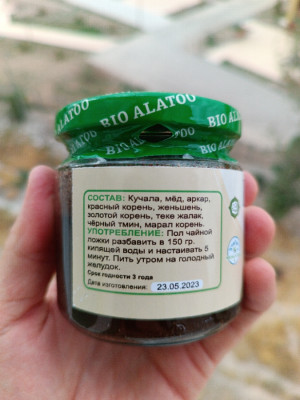 BIO ALATOO
BIO ALATOO
BIO
СОСТАВ: Кучала, мёд, аркар,
красный корень, женьшень,
золотой корень, теке жалак,
чёрный тмин, марал корень.
УПОТРЕБЛЕНИЕ: Пол чайной
ложки разбавить в 150 гр.
кипящей воды и настаивать 5
минут. Пить утром на голодный
желудок.
Срок годности 3 года
Дата изготовления: 23.05.2023